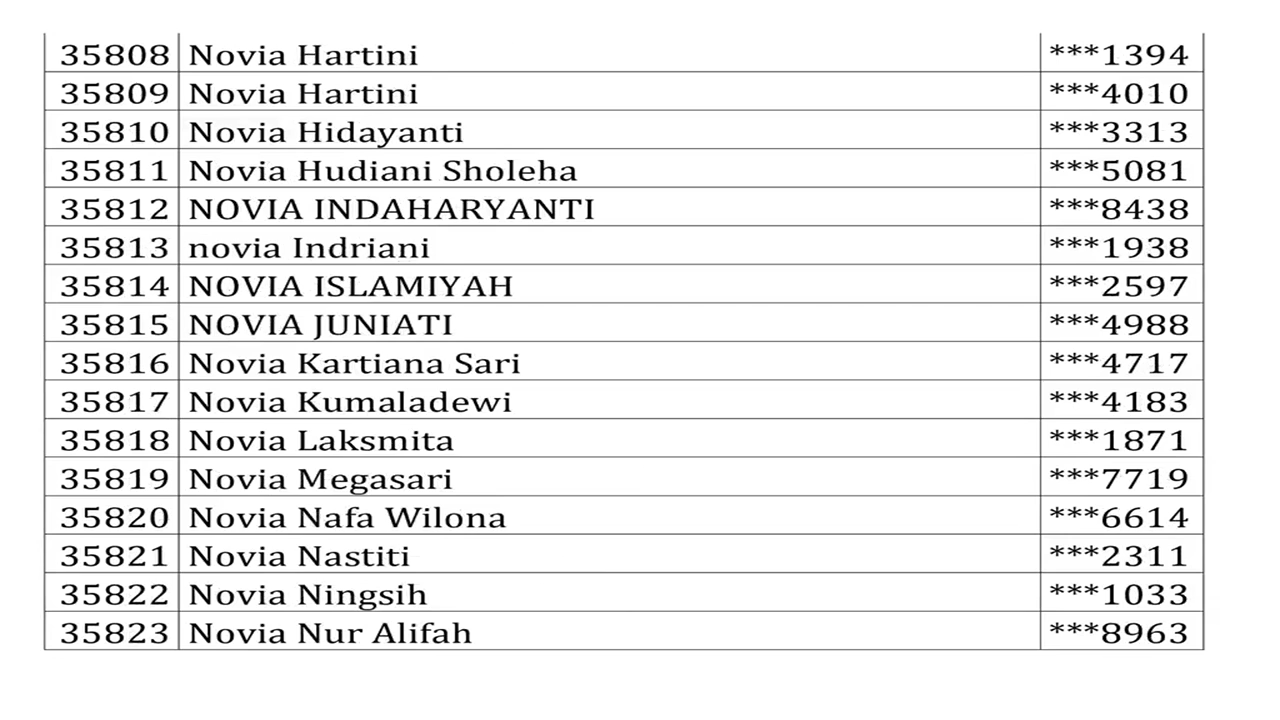 35808 Novia Hartini ***1394
35809 Novia Hartini ***4010
35810 Novia Hidayanti ***3313
35811 Novia Hudiani Sholeha ***5081
35812 NOVIA INDAHARYANTI ***8438
35813 novia Indriani ***1938
35814 NOVIA ISLAMIYAH ***2597
35815 NOVIA JUNIATI ***4988
35816 Novia Kartiana Sari ***4717
35817 Novia Kumaladewi ***4183
35818 Novia Laksmita ***1871
35819 Novia Megasari ***7719
35820 Novia Nafa Wilona ***6614
35821 Novia Nastiti ***2311
35822 Novia Ningsih ***1033
35823 Novia Nur Alifah ***8963